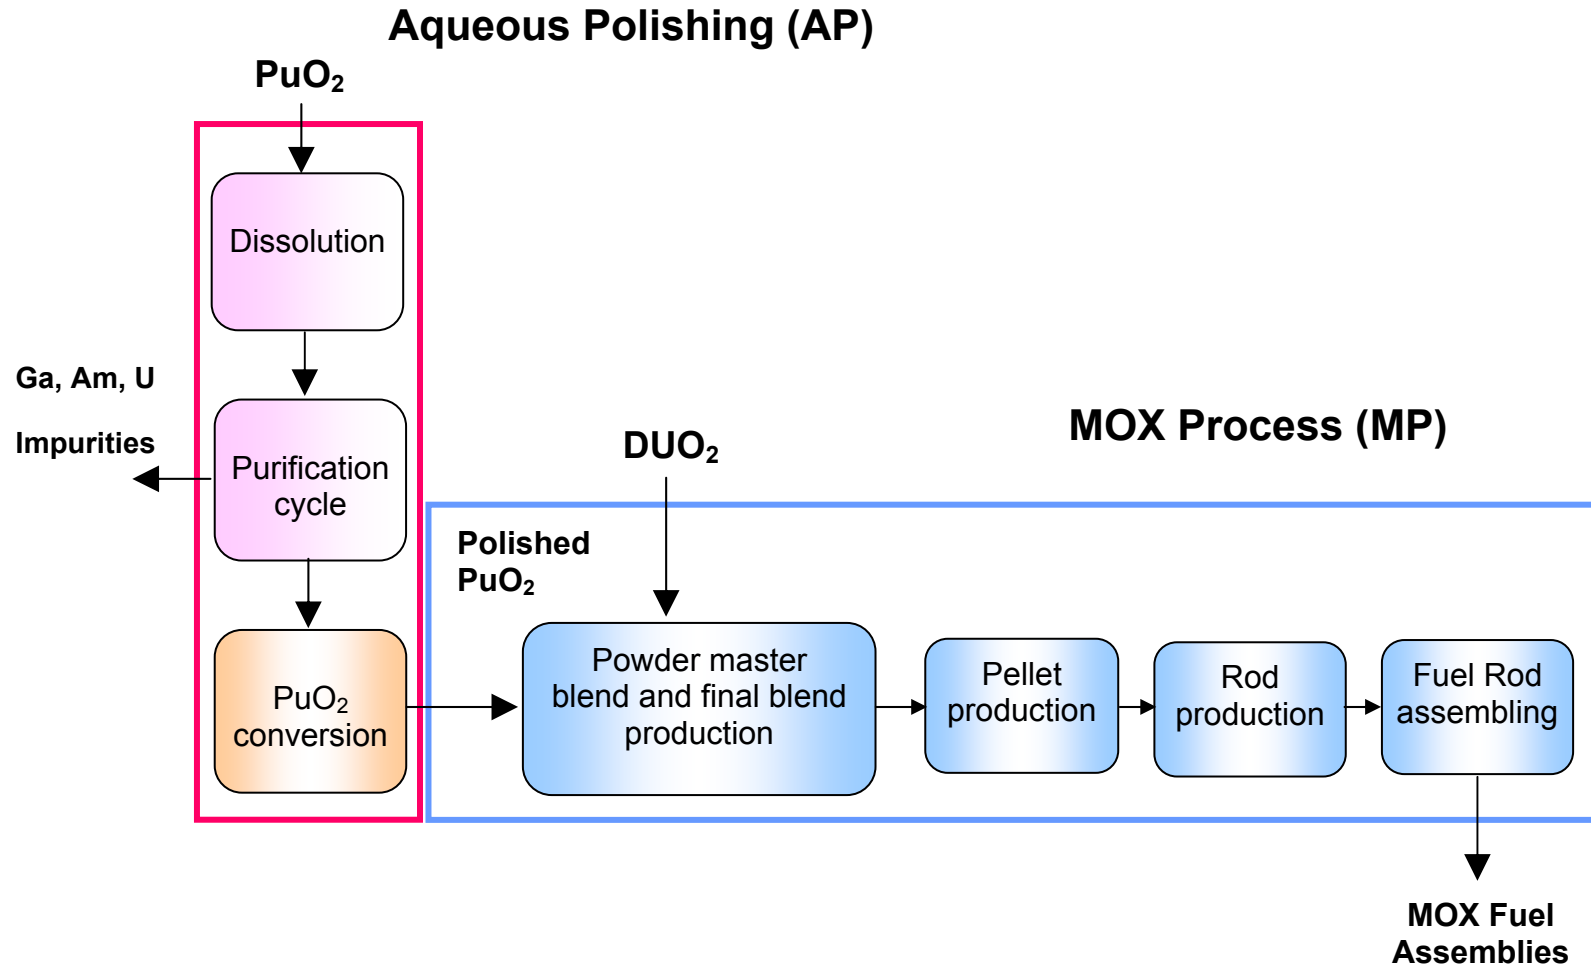 Aqueous Polishing (AP)
PuO₂
Dissolution
Ga, Am, U
Impurities
Purification
cycle
PuO₂
conversion
MOX Process (MP)
DUO₂
Polished
PuO₂
Powder master
blend and final blend
production
Pellet
production
Rod
production
Fuel Rod
assembling
MOX Fuel
Assemblies